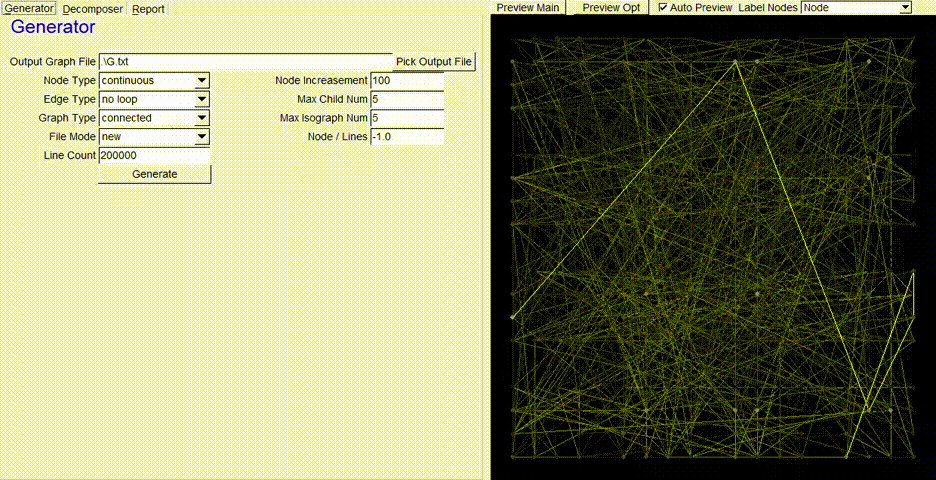 Generator Decomposer Report Preview Main Preview Opt Auto Preview Label Nodes Node
Generator
Output Graph File .\G.txt Pick Output File
Node Type continuous Node Increasement 100
Edge Type no loop Max Child Num 5
Graph Type connected Max Isograph Num 5
File Mode new Node / Lines -1.0
Line Count 200000
Generate